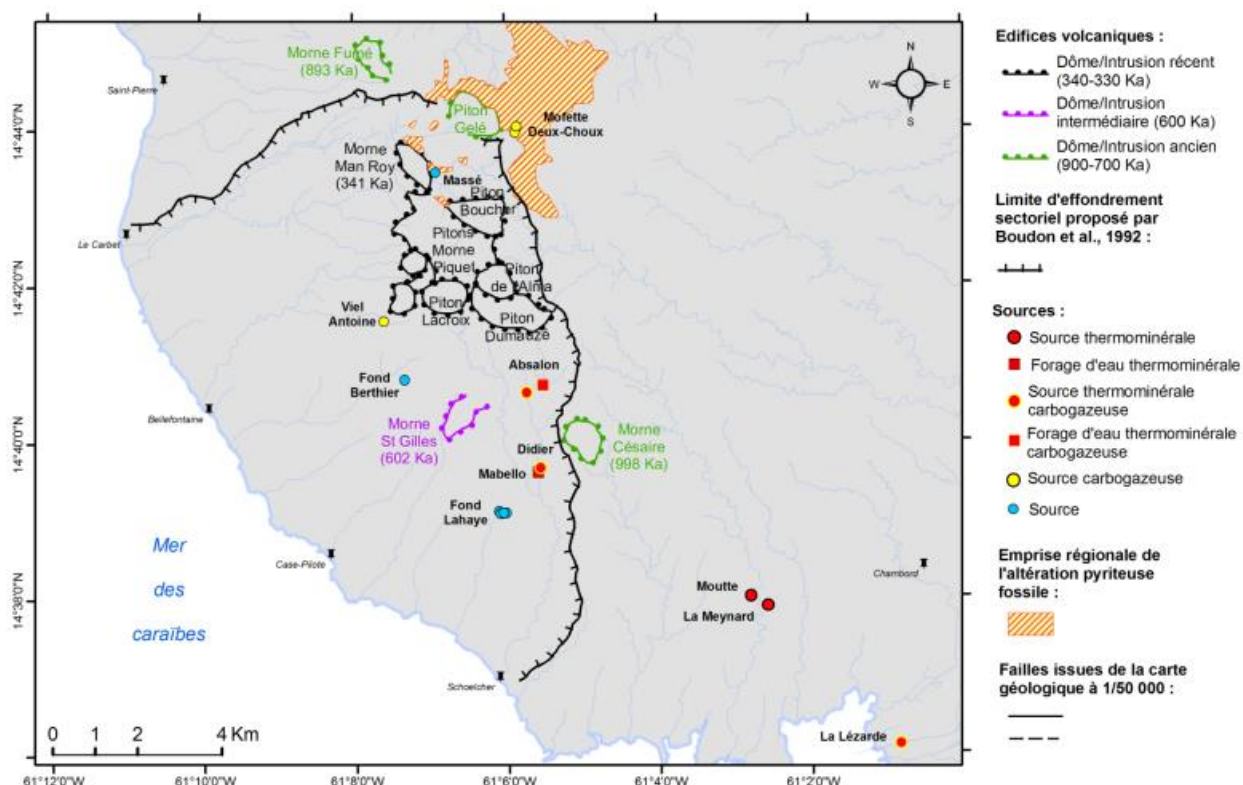 Morne Fumé
(893 Ka)
Saint-Pierre
Piton
Gelé
Mofette
Deux-Choux
Morne
Man Roy
(341 Ka)
Massé
Piton
Boucher
Le Carbet
Pitons
Morne
Piquet
Piton
de l'Alma
Viel
Antoine
Piton
Lacroix
Piton
Dumauzé
Absalon
Fond
Berthier
Bellefontaine
Morne
St Gilles
(602 Ka)
Didier
Morne
Césaire
(998 Ka)
Mabello
Fond
Lahaye
Mer
des
caraïbes
Case-Pilote
Chambord
Moutte
La Meynard
Schoelcher
La Lézarde
0 1 2 4 Km
14°44'0"N
14°42'0"N
14°40'0"N
14°38'0"N
61°12'0"W 61°10'0"W 61°8'0"W 61°6'0"W 61°4'0"W 61°2'0"W
N
W E
S
Edifices volcaniques :
Dôme/Intrusion récent
(340-330 Ka)
Dôme/Intrusion
intermédiaire (600 Ka)
Dôme/Intrusion ancien
(900-700 Ka)
Limite d'effondrement
sectoriel proposé par
Boudon et al., 1992 :
Sources :
Source thermominérale
Forage d'eau thermominérale
Source thermominérale
carbogazeuse
Forage d'eau thermominérale
carbogazeuse
Source carbogazeuse
Source
Emprise régionale de
l'altération pyriteuse
fossile :
Failles issues de la carte
géologique à 1/50 000 :